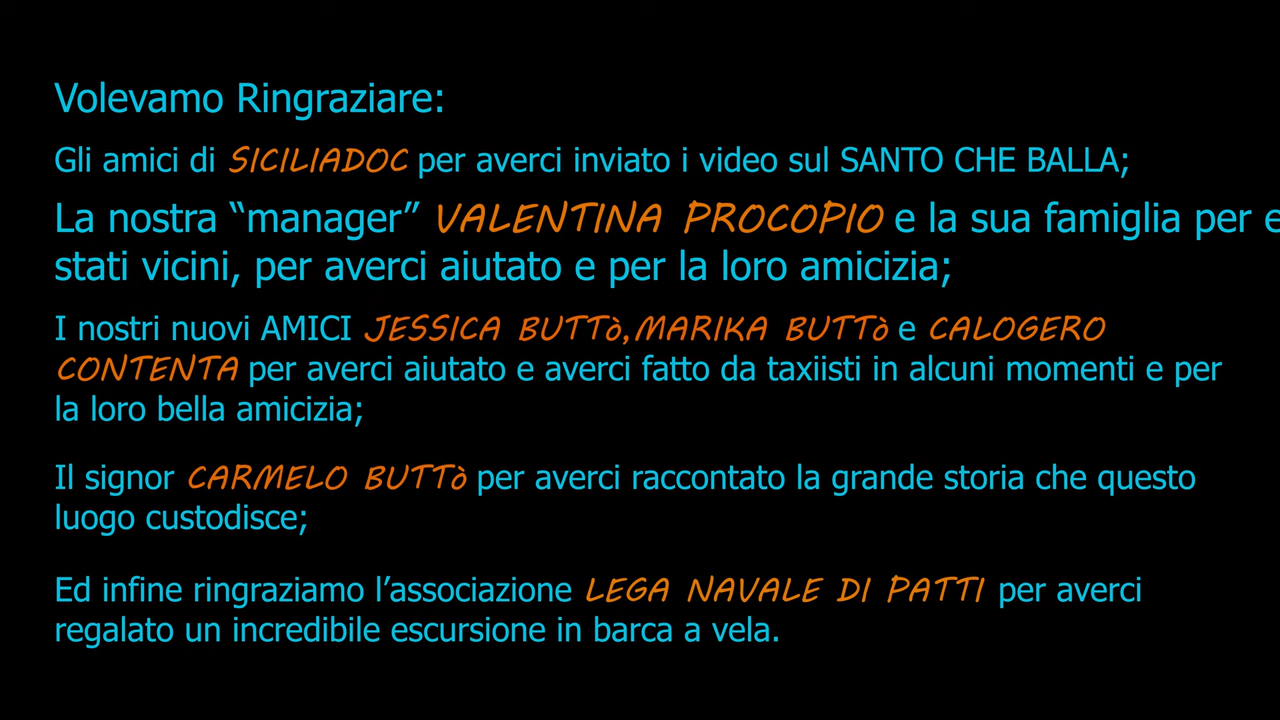 Volevamo Ringraziare:
Gli amici di SICILIADOC per averci inviato i video sul SANTO CHE BALLA;
La nostra “manager” VALENTINA PROCOPIO e la sua famiglia per
stati vicini, per averci aiutato e per la loro amicizia;
I nostri nuovi AMICI JESSICA BUTTò,MARIKA BUTTò e CALOGERO
CONTENTA per averci aiutato e averci fatto da taxiisti in alcuni momenti e per
la loro bella amicizia;
Il signor CARMELO BUTTò per averci raccontato la grande storia che questo
luogo custodisce;
Ed infine ringraziamo l’associazione LEGA NAVALE DI PATTI per averci
regalato un incredibile escursione in barca a vela.